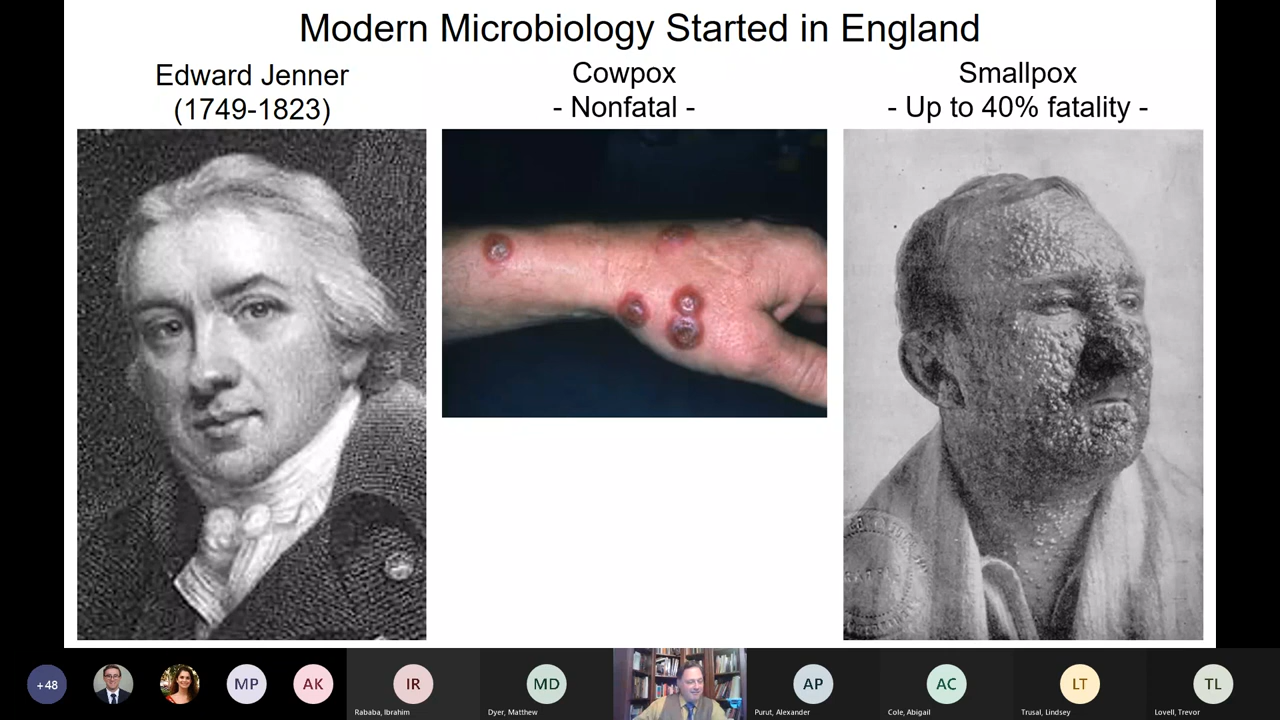 Modern Microbiology Started in England
Edward Jenner
(1749-1823)
Cowpox
- Nonfatal -
Smallpox
- Up to 40% fatality -
+48
MP
AK
IR
Rababa, Ibrahim
MD
Dyer, Matthew
AP
Purut, Alexander
AC
Cole, Abigail
LT
Trusal, Lindsey
TL
Lovell, Trevor